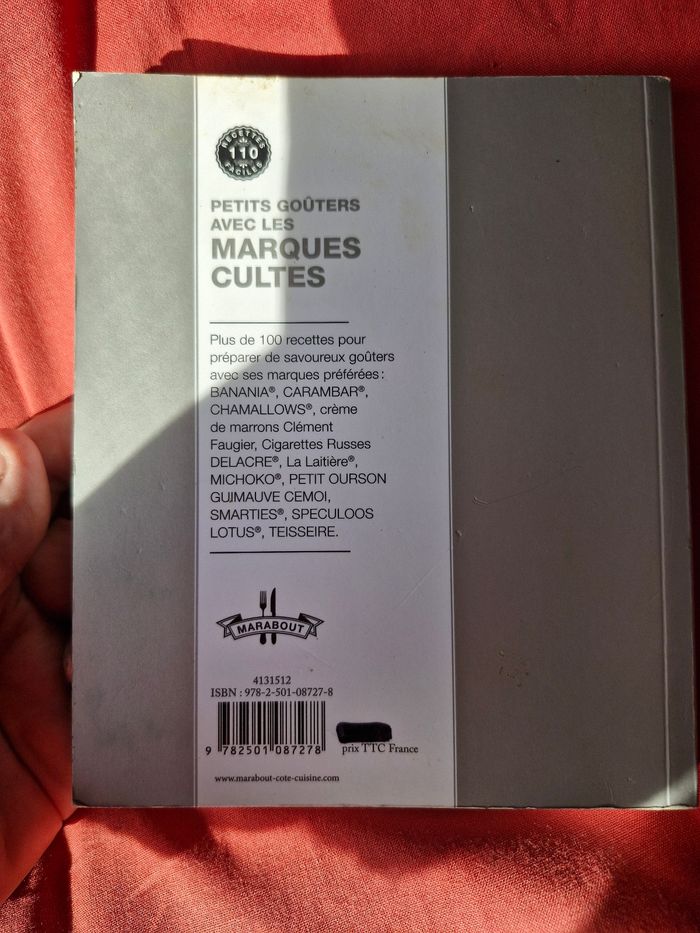 RECETTES
110
FACILES
PETITS GOÛTERS
AVEC LES
MARQUES
CULTES
Plus de 100 recettes pour
préparer de savoureux goûters
avec ses marques préférées :
BANANIA®, CARAMBAR®,
CHAMALLOWS®, crème
de marrons Clément
Faugier, Cigarettes Russes
DELACRE®, La Laitière®,
MICHOKO®, PETIT OURSON
GUIMAUVE CEMOI,
SMARTIES®, SPECULOOS
LOTUS®, TEISSEIRE.
MARABOUT
4131512
ISBN : 978-2-501-08727-8
9 782501 087278
prix TTC France
www.marabout-cote-cuisine.com